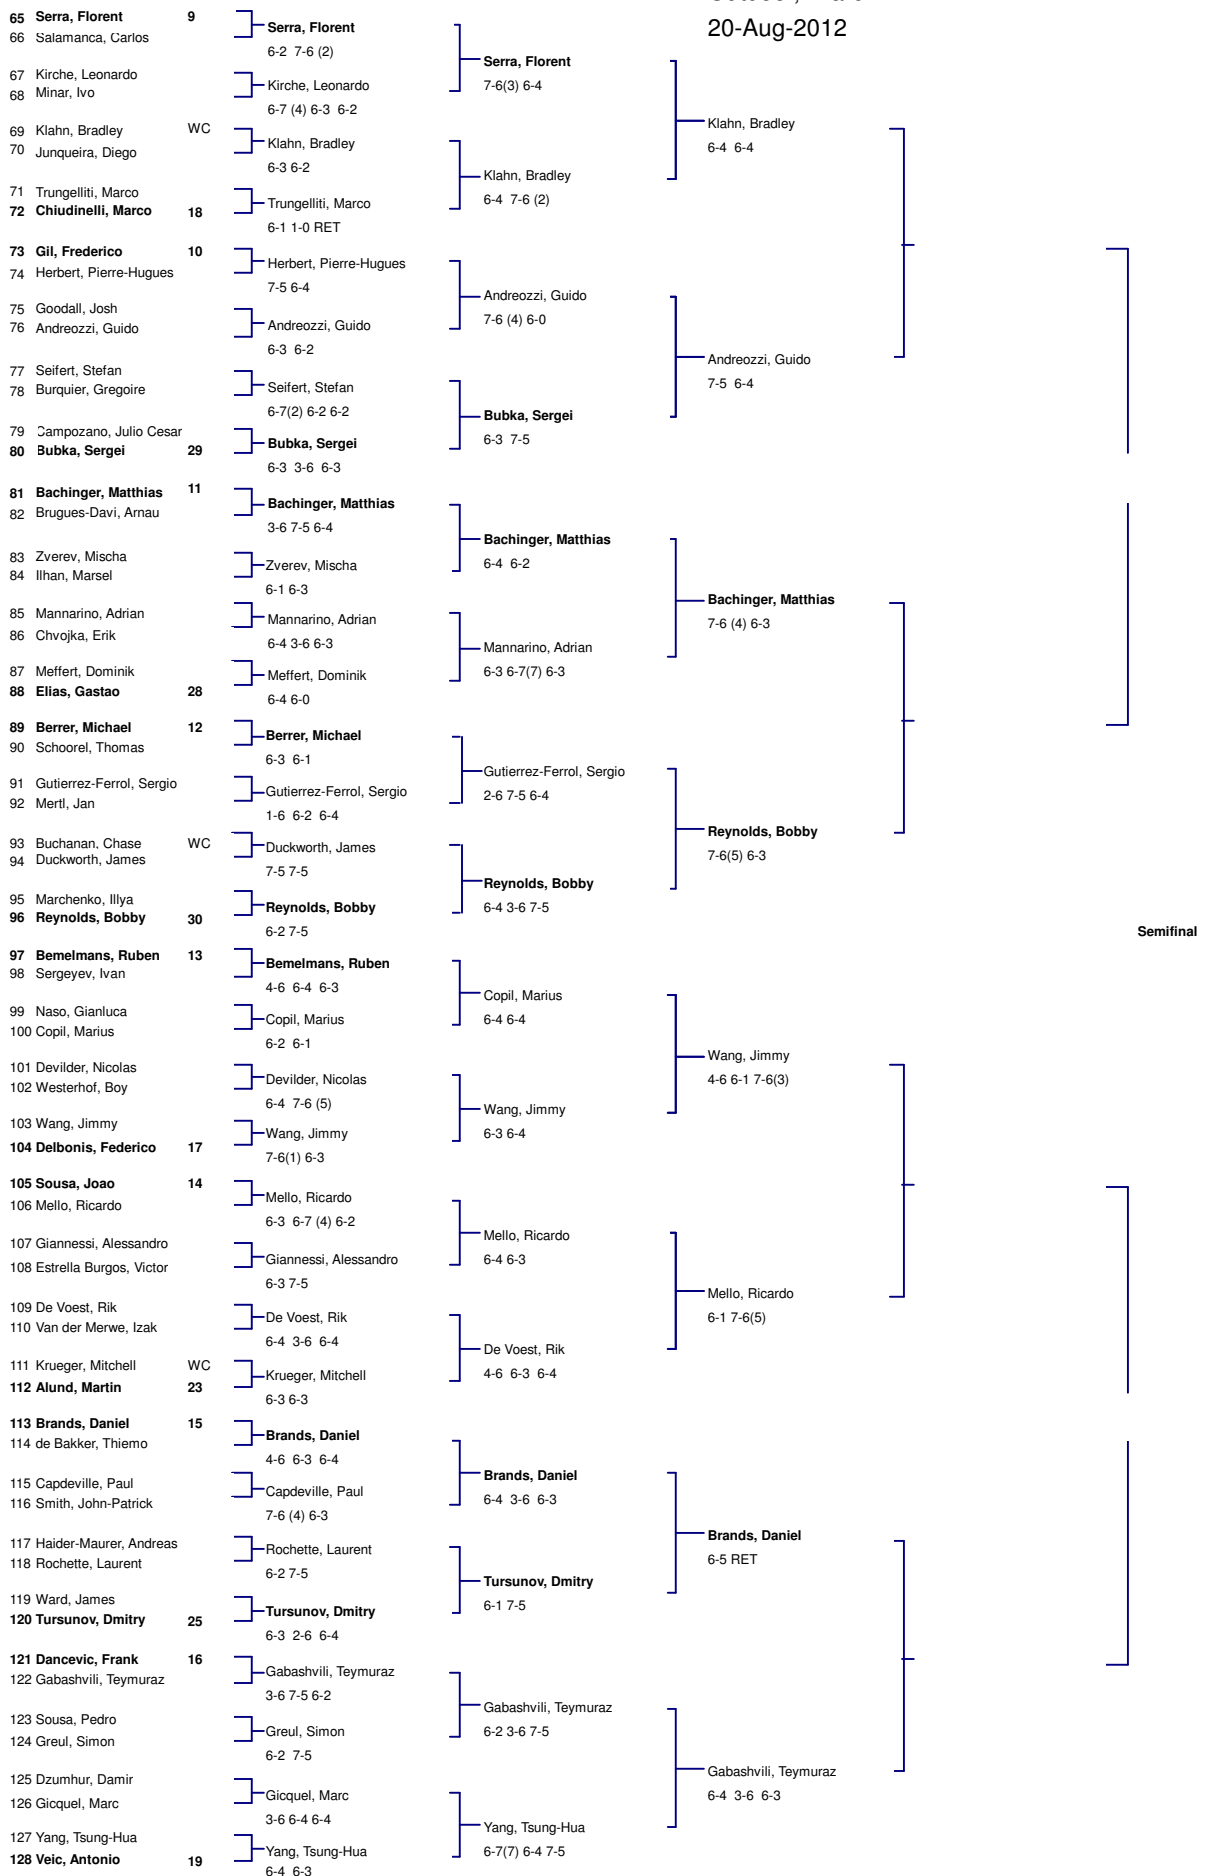 20-Aug-2012
65 Serra, Florent 9
66 Salamanca, Carlos
Serra, Florent
6-2 7-6 (2)
67 Kirche, Leonardo
68 Minar, Ivo
Kirche, Leonardo
6-7 (4) 6-3 6-2
Serra, Florent
7-6(3) 6-4
69 Klahn, Bradley WC
70 Junqueira, Diego
Klahn, Bradley
6-3 6-2
71 Trungelliti, Marco
72 Chiudinelli, Marco 18
Trungelliti, Marco
6-1 1-0 RET
Klahn, Bradley
6-4 7-6 (2)
Klahn, Bradley
6-4 6-4
73 Gil, Frederico 10
74 Herbert, Pierre-Hugues
Herbert, Pierre-Hugues
7-5 6-4
75 Goodall, Josh
76 Andreozzi, Guido
Andreozzi, Guido
6-3 6-2
Andreozzi, Guido
7-6 (4) 6-0
77 Seifert, Stefan
78 Burquier, Gregoire
Seifert, Stefan
6-7(2) 6-2 6-2
79 Campozano, Julio Cesar
80 Bubka, Sergei 29
Bubka, Sergei
6-3 3-6 6-3
Bubka, Sergei
6-3 7-5
Andreozzi, Guido
7-5 6-4
81 Bachinger, Matthias 11
82 Brugues-Davi, Arnau
Bachinger, Matthias
3-6 7-5 6-4
83 Zverev, Mischa
84 Ilhan, Marsel
Zverev, Mischa
6-1 6-3
Bachinger, Matthias
6-4 6-2
85 Mannarino, Adrian
86 Chvojka, Erik
Mannarino, Adrian
6-4 3-6 6-3
87 Meffert, Dominik
88 Elias, Gastao 28
Meffert, Dominik
6-4 6-0
Mannarino, Adrian
6-3 6-7(7) 6-3
Bachinger, Matthias
7-6 (4) 6-3
89 Berrer, Michael 12
90 Schoorel, Thomas
Berrer, Michael
6-3 6-1
91 Gutierrez-Ferrol, Sergio
92 Mertl, Jan
Gutierrez-Ferrol, Sergio
1-6 6-2 6-4
Gutierrez-Ferrol, Sergio
2-6 7-5 6-4
93 Buchanan, Chase WC
94 Duckworth, James
Duckworth, James
7-5 7-5
95 Marchenko, Illya
96 Reynolds, Bobby 30
Reynolds, Bobby
6-2 7-5
Reynolds, Bobby
6-4 3-6 7-5
Reynolds, Bobby
7-6(5) 6-3
Semifinal
97 Bemelmans, Ruben 13
98 Sergeyev, Ivan
Bemelmans, Ruben
4-6 6-4 6-3
99 Naso, Gianluca
100 Copil, Marius
Copil, Marius
6-2 6-1
Copil, Marius
6-4 6-4
101 Devilder, Nicolas
102 Westerhof, Boy
Devilder, Nicolas
6-4 7-6 (5)
103 Wang, Jimmy
104 Delbonis, Federico 17
Wang, Jimmy
7-6(1) 6-3
Wang, Jimmy
6-3 6-4
Wang, Jimmy
4-6 6-1 7-6(3)
105 Sousa, Joao 14
106 Mello, Ricardo
Mello, Ricardo
6-3 6-7 (4) 6-2
107 Giannessi, Alessandro
108 Estrella Burgos, Victor
Giannessi, Alessandro
6-3 7-5
Mello, Ricardo
6-4 6-3
109 De Voest, Rik
110 Van der Merwe, Izak
De Voest, Rik
6-4 3-6 6-4
111 Krueger, Mitchell WC
112 Alund, Martin 23
Krueger, Mitchell
6-3 6-3
De Voest, Rik
4-6 6-3 6-4
Mello, Ricardo
6-1 7-6(5)
113 Brands, Daniel 15
114 de Bakker, Thiemo
Brands, Daniel
4-6 6-3 6-4
115 Capdeville, Paul
116 Smith, John-Patrick
Capdeville, Paul
7-6 (4) 6-3
Brands, Daniel
6-4 3-6 6-3
117 Haider-Maurer, Andreas
118 Rochette, Laurent
Rochette, Laurent
6-2 7-5
119 Ward, James
120 Tursunov, Dmitry 25
Tursunov, Dmitry
6-3 2-6 6-4
Tursunov, Dmitry
6-1 7-5
Brands, Daniel
6-5 RET
121 Dancevic, Frank 16
122 Gabashvili, Teymuraz
Gabashvili, Teymuraz
3-6 7-5 6-2
123 Sousa, Pedro
124 Greul, Simon
Greul, Simon
6-2 7-5
Gabashvili, Teymuraz
6-2 3-6 7-5
125 Dzumhur, Damir
126 Gicquel, Marc
Gicquel, Marc
3-6 6-4 6-4
127 Yang, Tsung-Hua
128 Veic, Antonio 19
Yang, Tsung-Hua
6-4 6-3
Yang, Tsung-Hua
6-7(7) 6-4 7-5
Gabashvili, Teymuraz
6-4 3-6 6-3